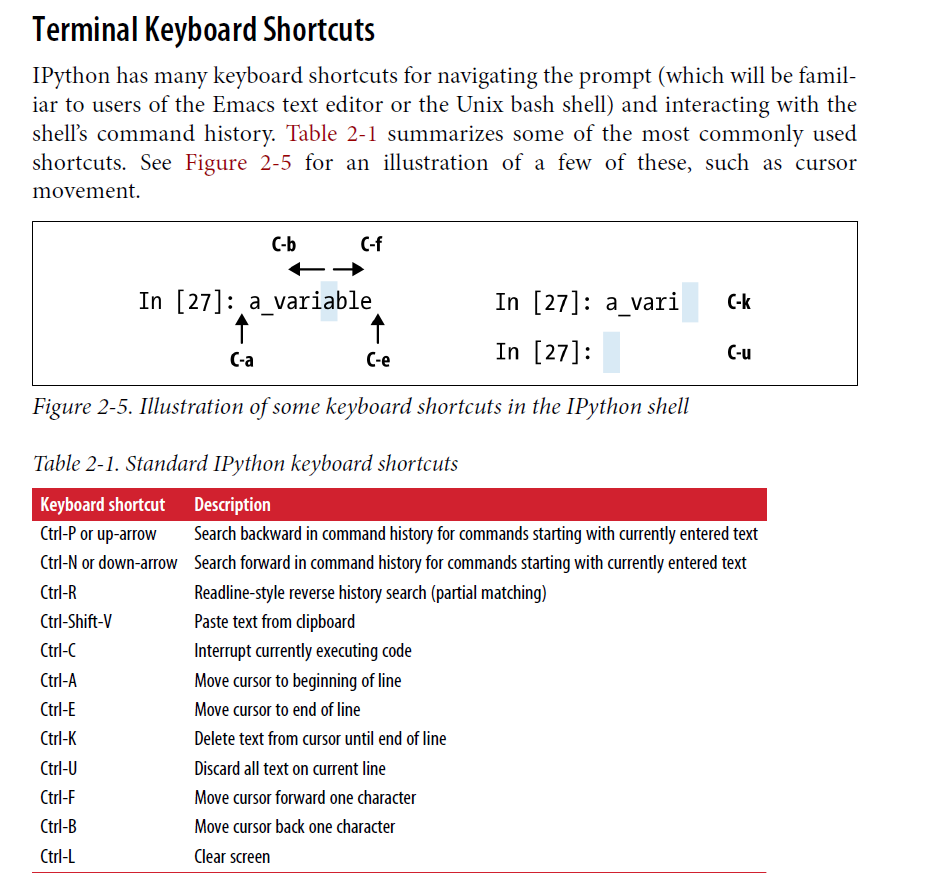 Terminal Keyboard Shortcuts
IPython has many keyboard shortcuts for navigating the prompt (which will be famil-
iar to users of the Emacs text editor or the Unix bash shell) and interacting with the
shell’s command history. Table 2-1 summarizes some of the most commonly used
shortcuts. See Figure 2-5 for an illustration of a few of these, such as cursor
movement.
C-b C-f
In [27]: a_variable
C-a C-e
In [27]: a_vari C-k
In [27]: C-u
Figure 2-5. Illustration of some keyboard shortcuts in the IPython shell
Table 2-1. Standard IPython keyboard shortcuts
Keyboard shortcut Description
Ctrl-P or up-arrow Search backward in command history for commands starting with currently entered text
Ctrl-N or down-arrow Search forward in command history for commands starting with currently entered text
Ctrl-R Readline-style reverse history search (partial matching)
Ctrl-Shift-V Paste text from clipboard
Ctrl-C Interrupt currently executing code
Ctrl-A Move cursor to beginning of line
Ctrl-E Move cursor to end of line
Ctrl-K Delete text from cursor until end of line
Ctrl-U Discard all text on current line
Ctrl-F Move cursor forward one character
Ctrl-B Move cursor back one character
Ctrl-L Clear screen